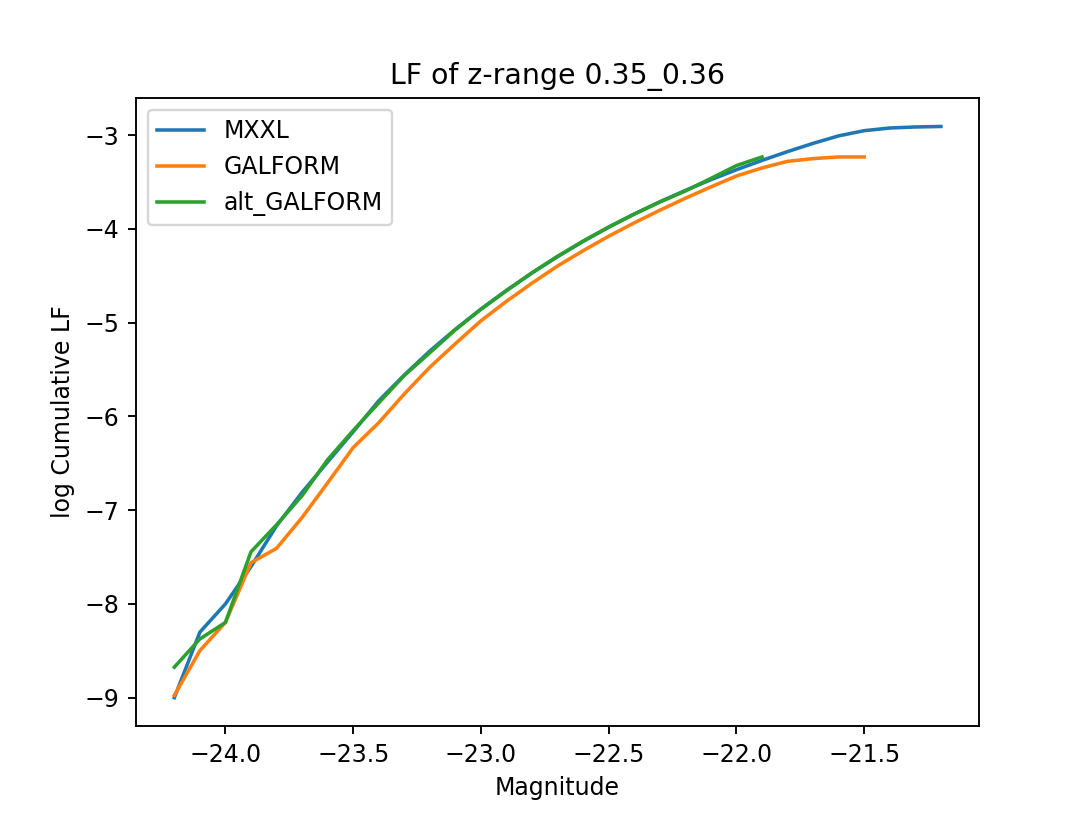 LF of z-range 0.35_0.36
MXXL
GALFORM
alt_GALFORM
−3
−4
−5
−6
−7
−8
−9
log Cumulative LF
−24.0 −23.5 −23.0 −22.5 −22.0 −21.5
Magnitude